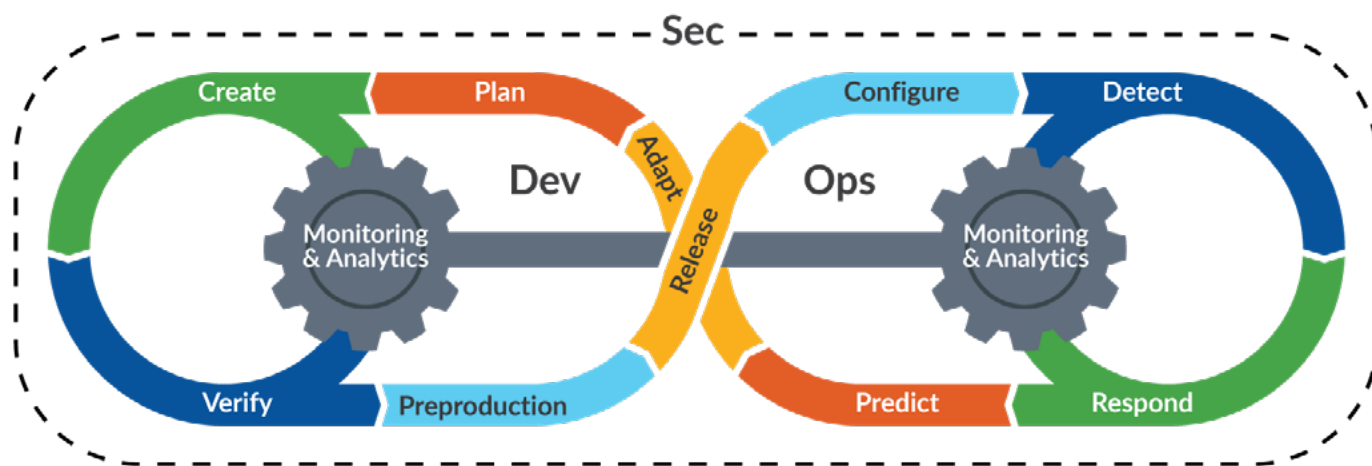 Sec
Create
Plan
Configure
Detect
Adapt
Dev
Ops
Release
Monitoring
& Analytics
Monitoring
& Analytics
Verify
Preproduction
Predict
Respond